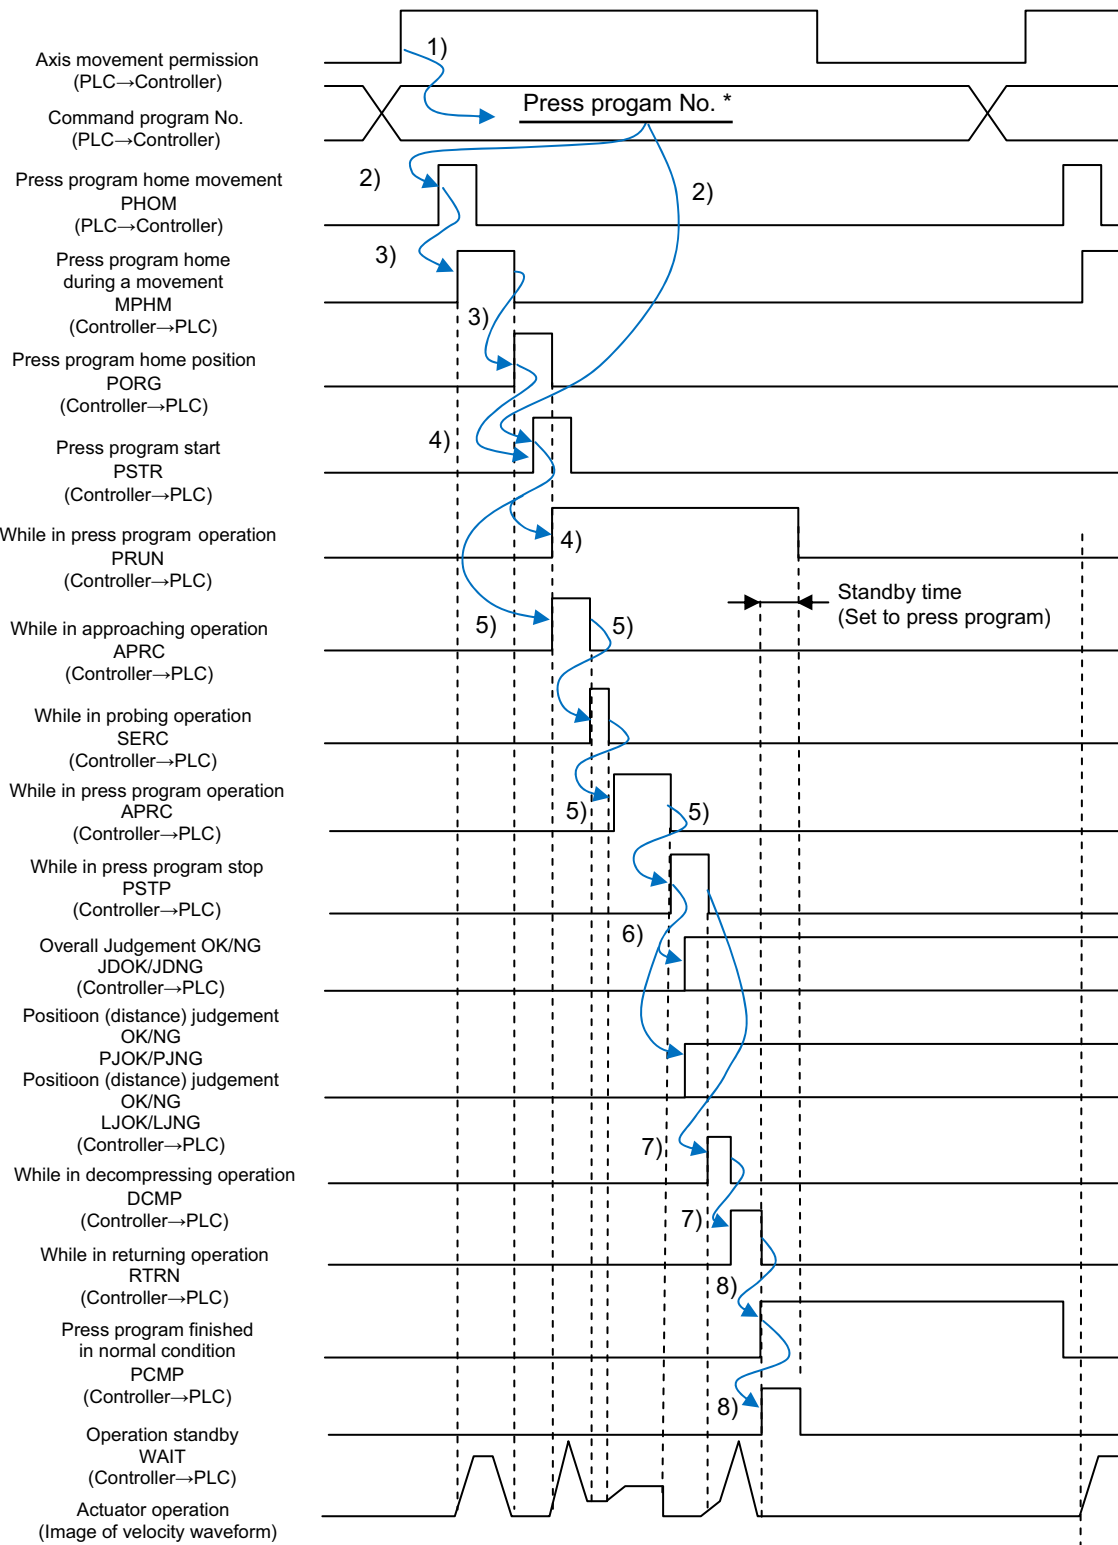 1)
Axis movement permission
(PLC→Controller)
Press progam No. *
Command program No.
(PLC→Controller)
Press program home movement
PHOM
(PLC→Controller)
2)
2)
Press program home
during a movement
MPHM
(Controller→PLC)
3)
3)
Press program home position
PORG
(Controller→PLC)
Press program start
PSTR
(Controller→PLC)
4)
While in press program operation
PRUN
(Controller→PLC)
4)
Standby time
(Set to press program)
While in approaching operation
APRC
(Controller→PLC)
5)
5)
While in probing operation
SERC
(Controller→PLC)
While in press program operation
APRC
(Controller→PLC)
5)
5)
While in press program stop
PSTP
(Controller→PLC)
6)
Overall Judgement OK/NG
JDOK/JDNG
(Controller→PLC)
Positioon (distance) judgement
OK/NG
PJOK/PJNG
Positioon (distance) judgement
OK/NG
LJOK/LJNG
(Controller→PLC)
7)
While in decompressing operation
DCMP
(Controller→PLC)
7)
While in returning operation
RTRN
(Controller→PLC)
8)
Press program finished
in normal condition
PCMP
(Controller→PLC)
8)
Operation standby
WAIT
(Controller→PLC)
Actuator operation
(Image of velocity waveform)